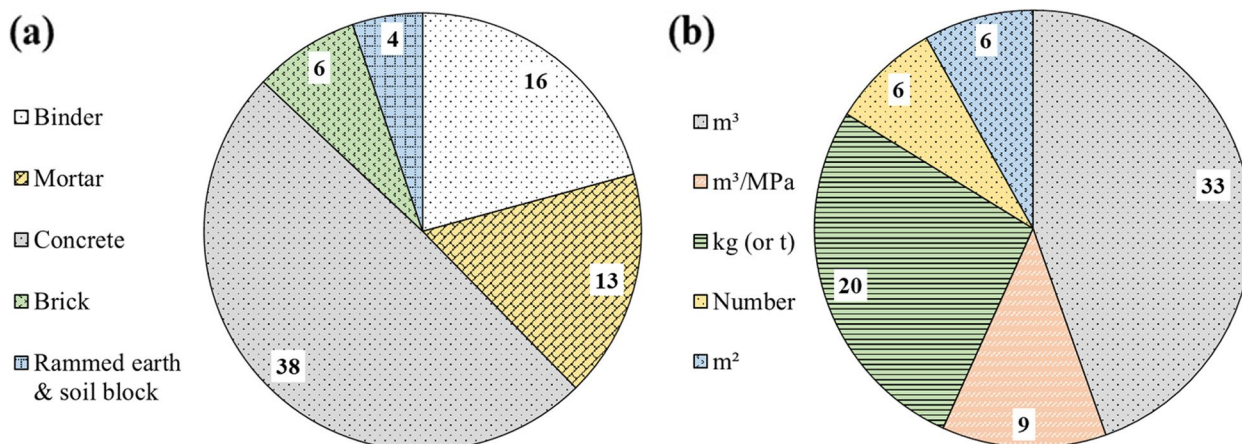 (a)
Binder
Mortar
Concrete
Brick
Rammed earth
& soil block
4
6
16
13
38
(b)
m³
m³/MPa
kg (or t)
Number
m²
6
6
33
20
9